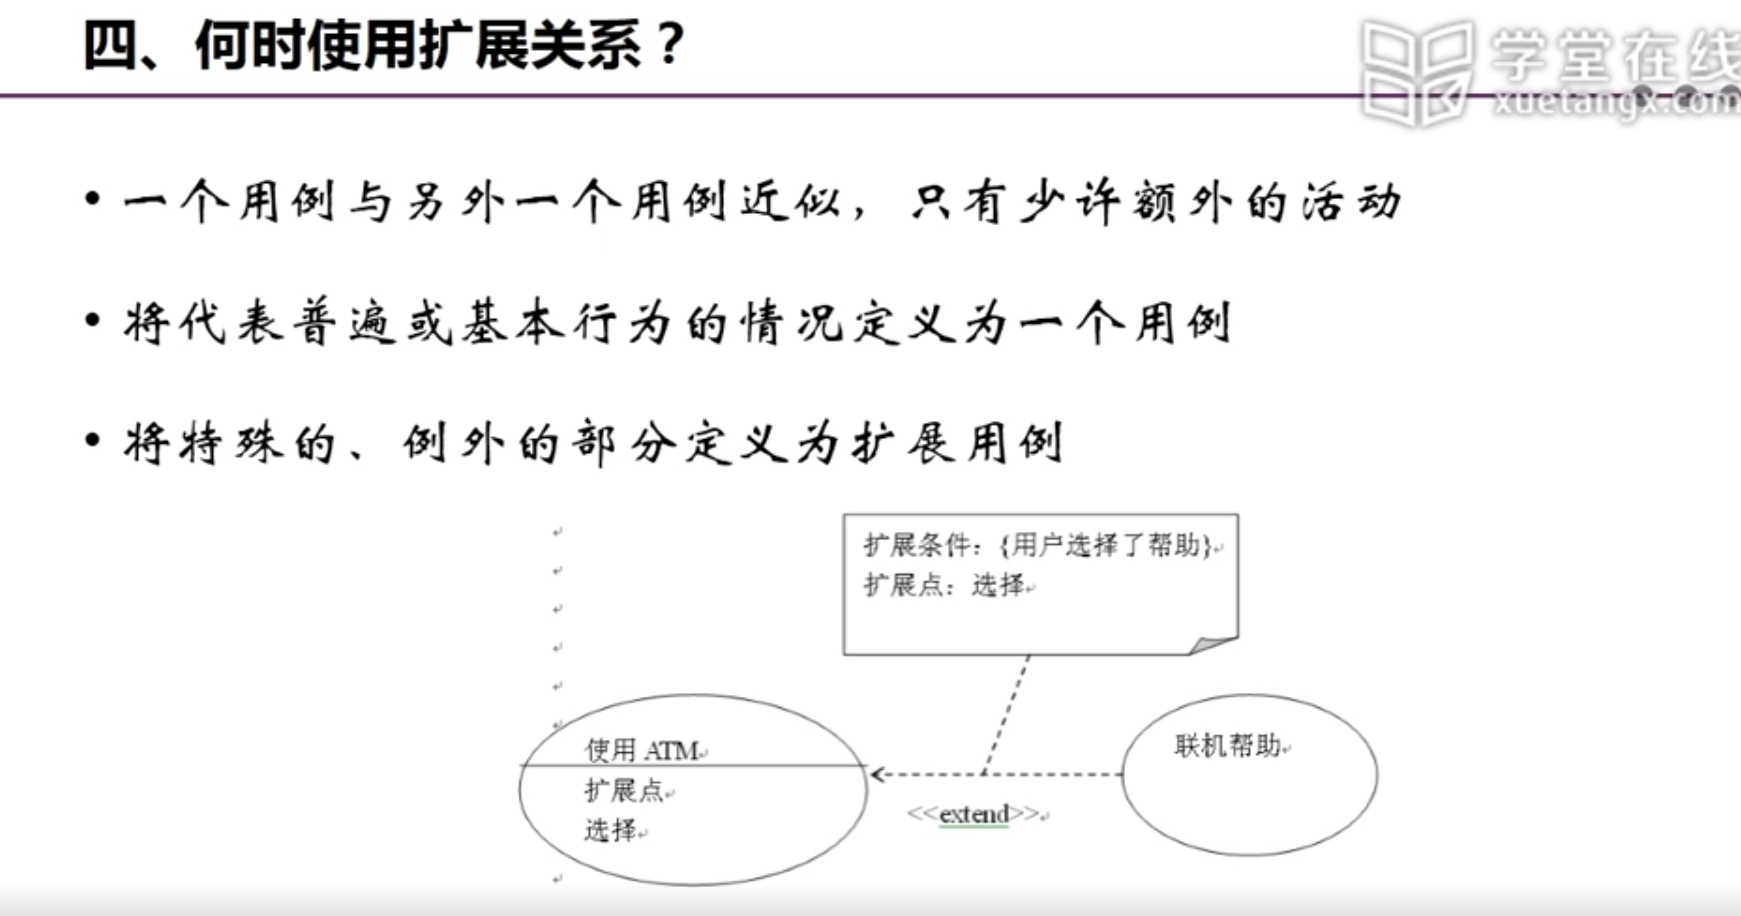 四、何时使用扩展关系？
学堂在线
xuetangx.com
• 一个用例与另外一个用例近似，只有少许额外的活动
• 将代表普遍或基本行为的情况定义为一个用例
• 将特殊的、例外的部分定义为扩展用例
扩展条件：{用户选择了帮助}
扩展点：选择
使用 ATM
扩展点
选择
<<extend>>
联机帮助